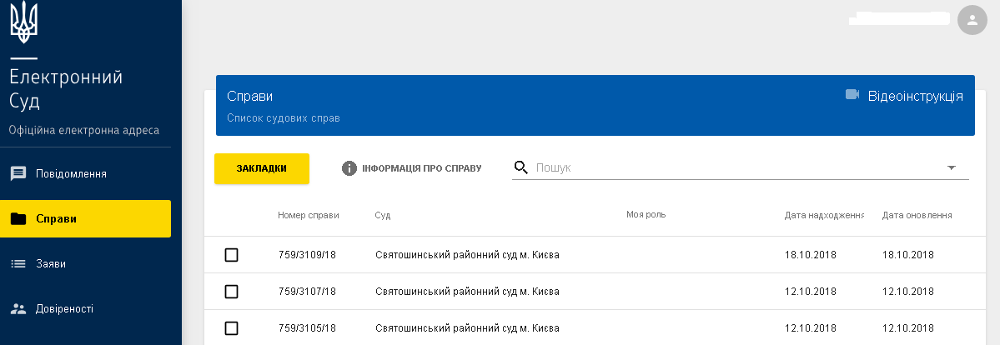 Електронний
Суд
Офіційна електронна адреса
Повідомлення
Справи
Заяви
Довіреності
Справи
Відеоінструкція
Список судових справ
ЗАКЛАДКИ
ІНФОРМАЦІЯ ПРО СПРАВУ
Пошук
Номер справи Суд Моя роль Дата надходження Дата оновлення
759/3109/18 Святошинський районний суд м. Києва 18.10.2018 18.10.2018
759/3107/18 Святошинський районний суд м. Києва 12.10.2018 12.10.2018
759/3105/18 Святошинський районний суд м. Києва 12.10.2018 12.10.2018